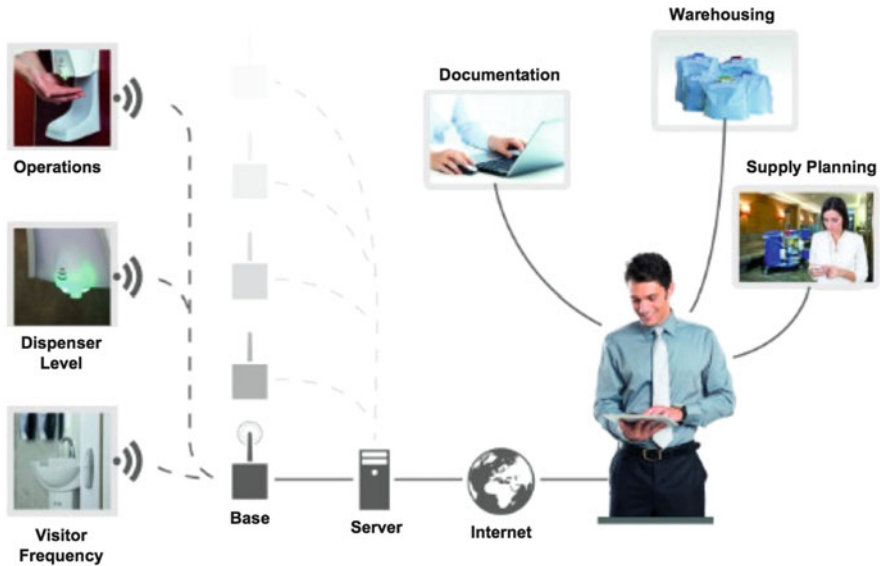 Warehousing
Documentation
Operations
Supply Planning
Dispenser
Level
Visitor
Frequency
Base
Server
Internet